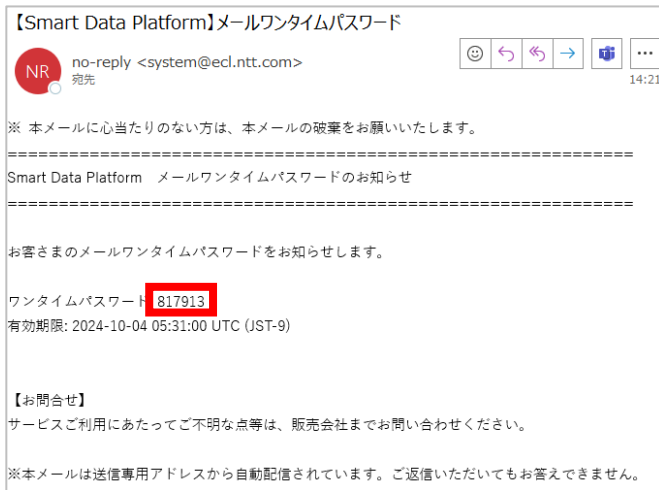 【Smart Data Platform】メールワンタイムパスワード
NR
no-reply <system@ecl.ntt.com>
宛先
14:21
※ 本メールに心当たりのない方は、本メールの破棄をお願いいたします。
=============================================================
Smart Data Platform　メールワンタイムパスワードのお知らせ
=============================================================
お客さまのメールワンタイムパスワードをお知らせします。
ワンタイムパスワード 817913
有効期限: 2024-10-04 05:31:00 UTC (JST-9)
【お問合せ】
サービスご利用にあたってご不明な点等は、販売会社までお問い合わせください。
※本メールは送信専用アドレスから自動配信されています。ご返信いただいてもお答えできません。